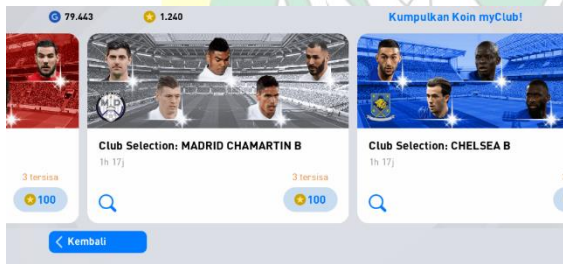 79.443
1.240
Kumpulkan Koin myClub!
3 tersisa
100
Club Selection: MADRID CHAMARTIN B
1h 17j
3 tersisa
100
Club Selection: CHELSEA B
1h 17j
Kembali